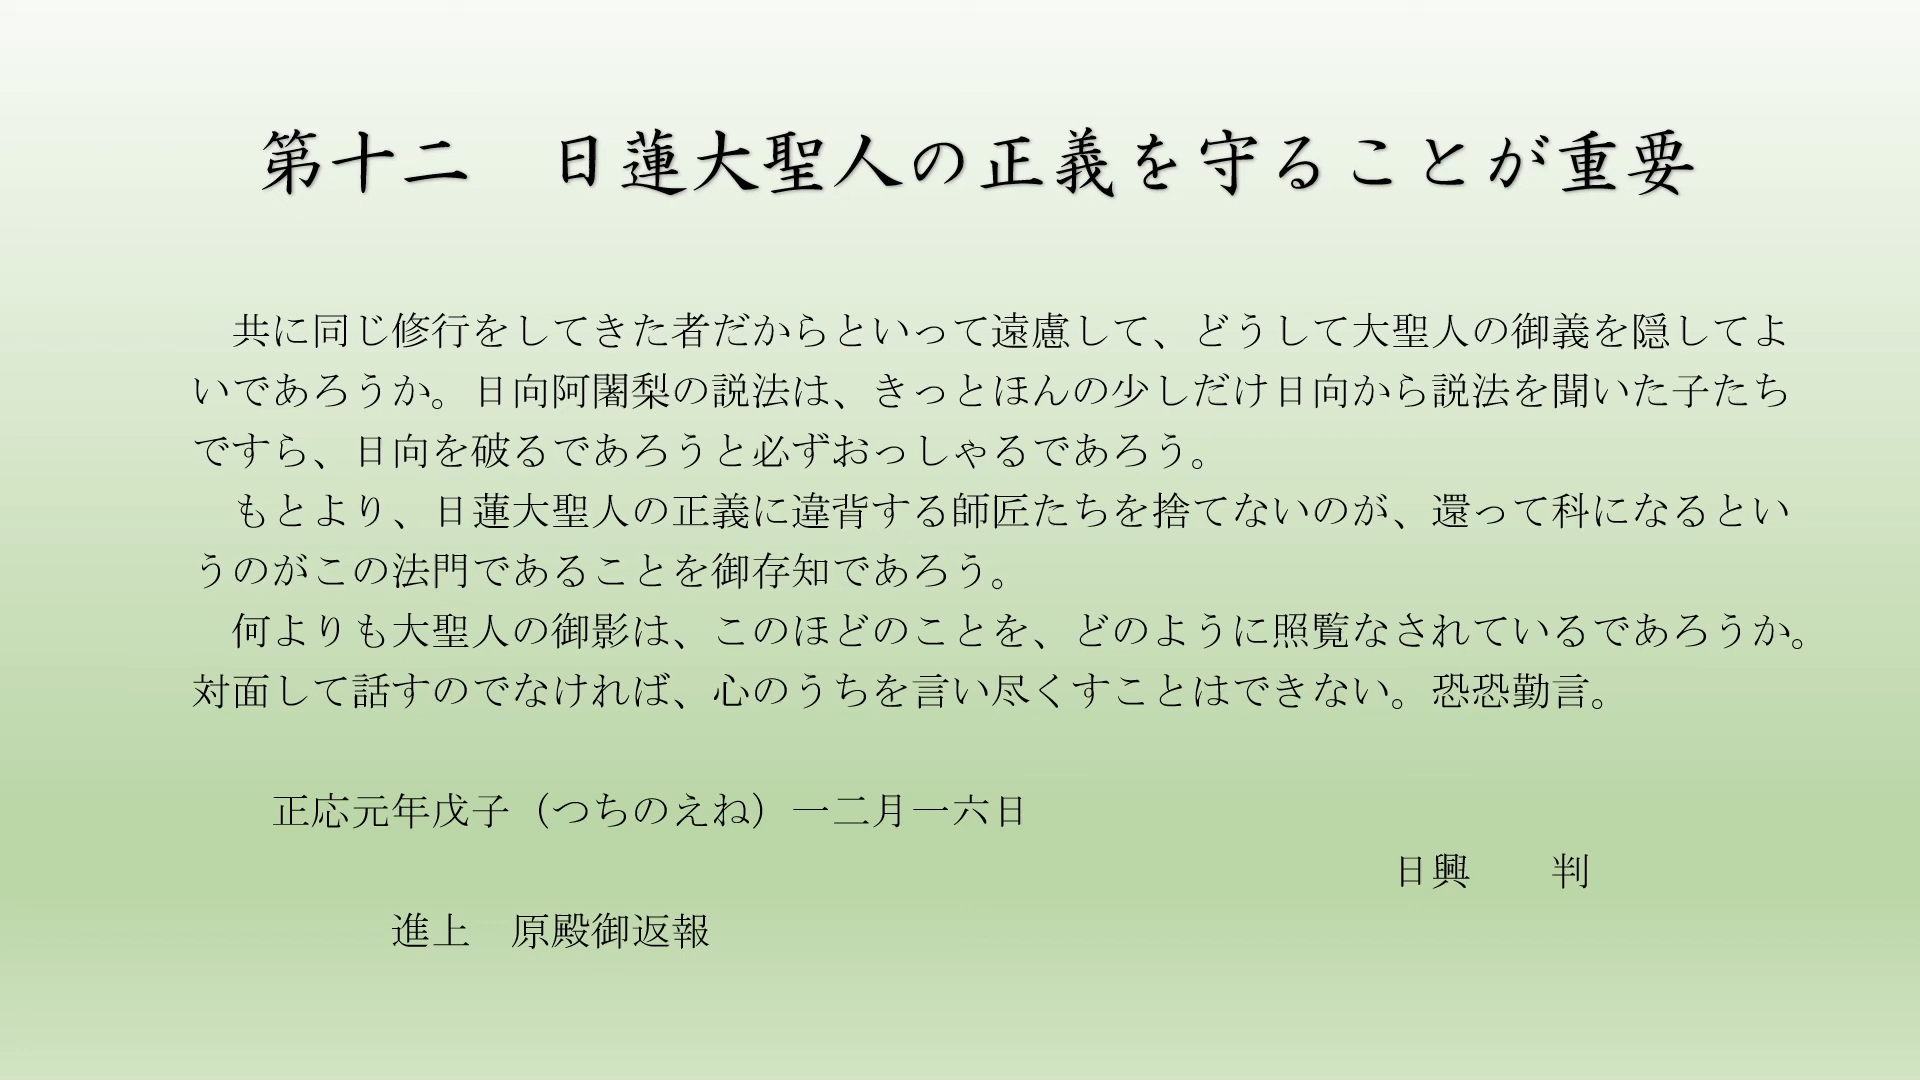 第十二　日蓮大聖人の正義を守ることが重要
　共に同じ修行をしてきた者だからといって遠慮して、どうして大聖人の御義を隠してよ
いであろうか。日向阿闍梨の説法は、きっとほんの少しだけ日向から説法を聞いた子たち
ですら、日向を破るであろうと必ずおっしゃるであろう。
　もとより、日蓮大聖人の正義に違背する師匠たちを捨てないのが、還って科になるとい
うのがこの法門であることを御存知であろう。
　何よりも大聖人の御影は、このほどのことを、どのように照覧なされているであろうか。
対面して話すのでなければ、心のうちを言い尽くすことはできない。恐恐勤言。
正応元年戊子（つちのえね）一二月一六日
日興　　判
進上　原殿御返報